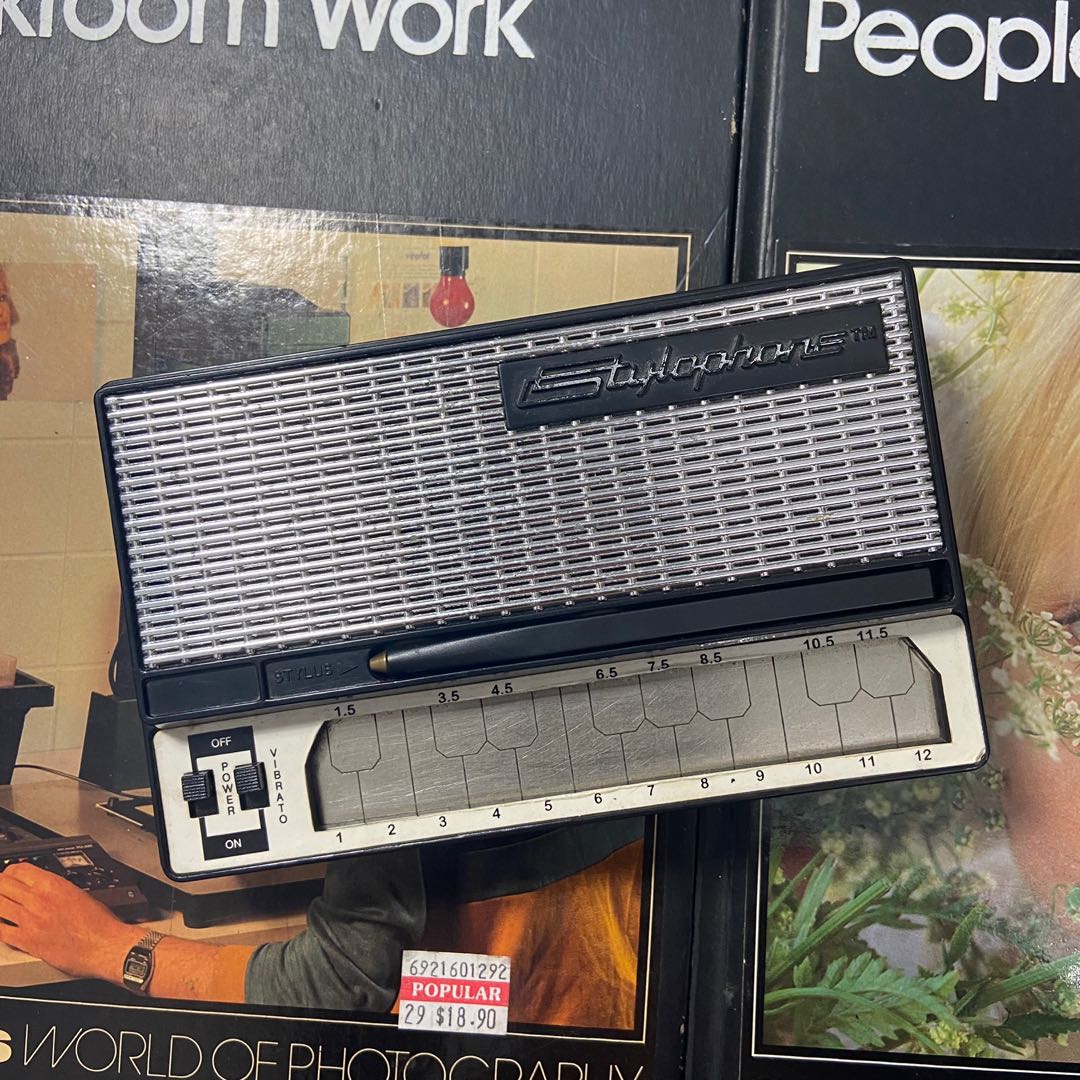 kroom Work
People
Stylophone™
STYLUS
1.5 3.5 4.5 6.5 7.5 8.5 10.5 11.5
OFF
POWER
VIBRATO
ON
1 2 3 4 5 6 7 8 9 10 11 12
6921601292
POPULAR
29 $18.90
s WORLD OF PHOTOGRAPHY